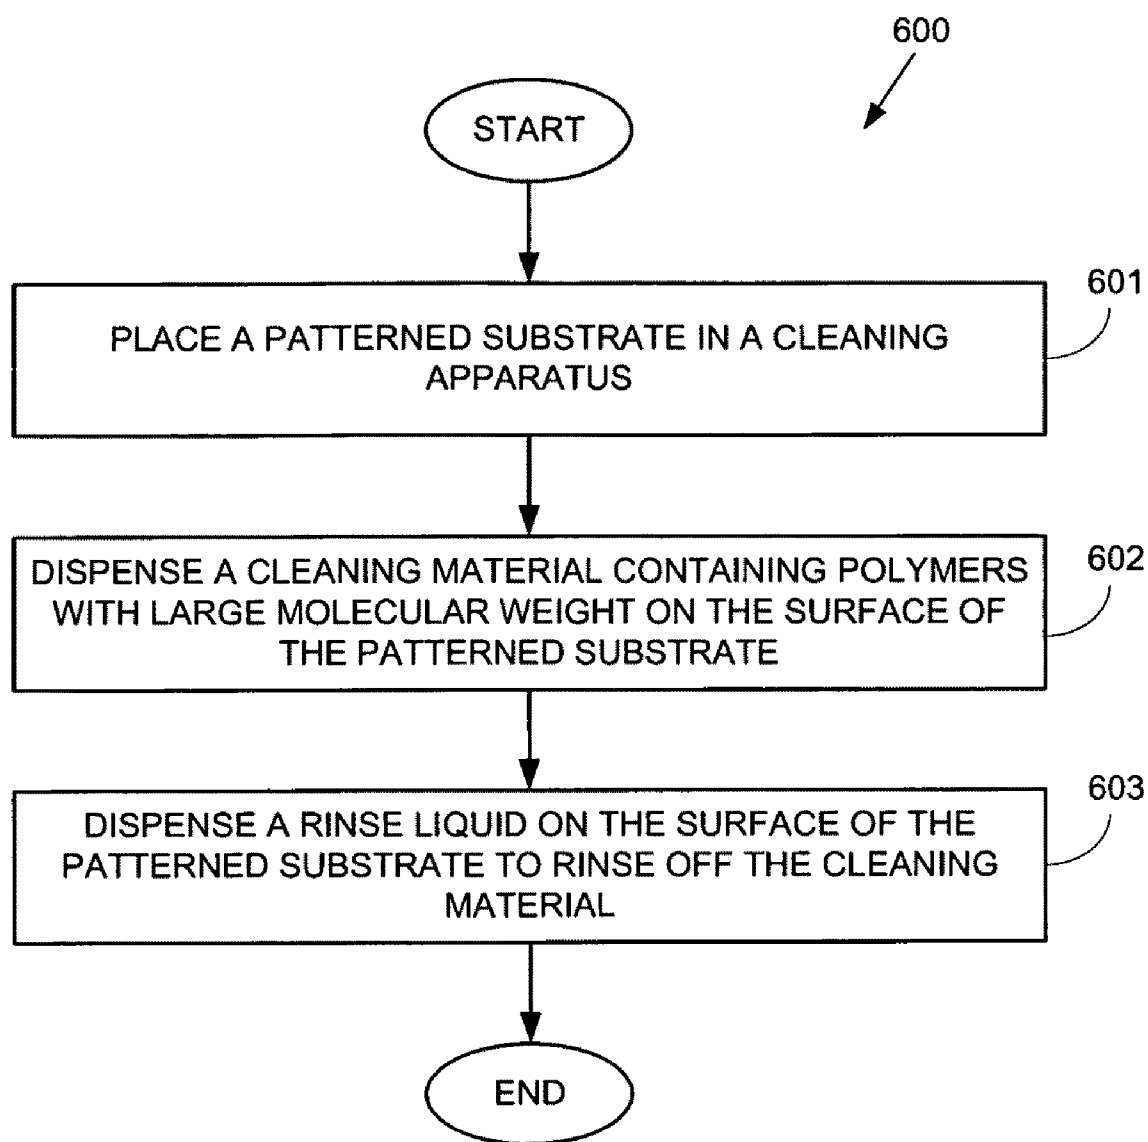 600
START
601
PLACE A PATTERNED SUBSTRATE IN A CLEANING
APPARATUS
602
DISPENSE A CLEANING MATERIAL CONTAINING POLYMERS
WITH LARGE MOLECULAR WEIGHT ON THE SURFACE OF
THE PATTERNED SUBSTRATE
603
DISPENSE A RINSE LIQUID ON THE SURFACE OF THE
PATTERNED SUBSTRATE TO RINSE OFF THE CLEANING
MATERIAL
END